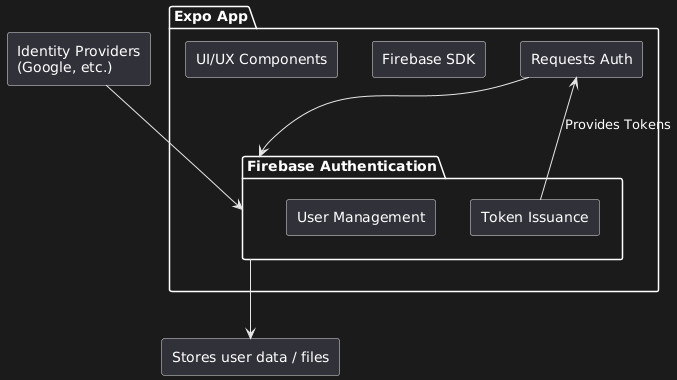 Expo App
Identity Providers
(Google, etc.)
UI/UX Components
Firebase SDK
Requests Auth
Provides Tokens
Firebase Authentication
User Management
Token Issuance
Stores user data / files